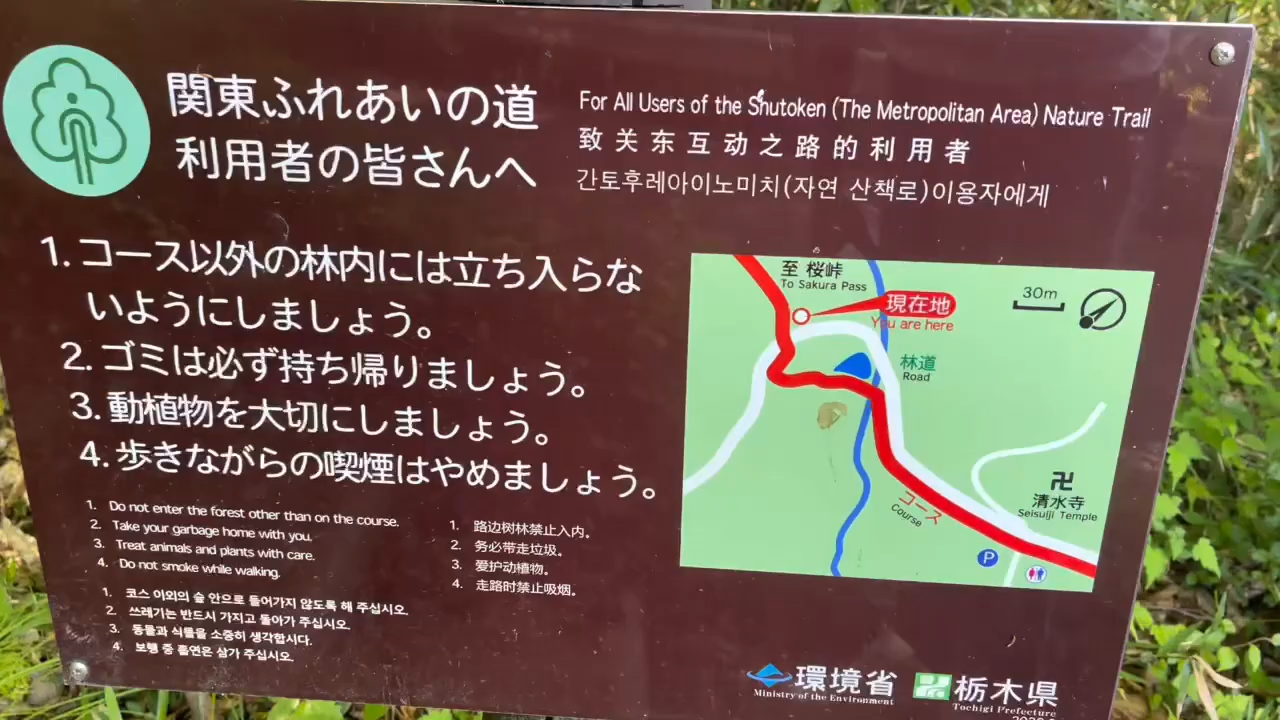 関東ふれあいの道
利用者の皆さんへ
For All Users of the Shutoken (The Metropolitan Area) Nature Trail
致关东互动之路的利用者
간토후레아이노미치(자연 산책로)이용자에게
1. コース以外の林内には立ち入らな
いようにしましょう。
2. ゴミは必ず持ち帰りましょう。
3. 動植物を大切にしましょう。
4. 歩きながらの喫煙はやめましょう。
1. Do not enter the forest other than on the course.
2. Take your garbage home with you.
3. Treat animals and plants with care.
4. Do not smoke while walking.
1. 路边树林禁止入内。
2. 务必带走垃圾。
3. 爱护动植物。
4. 走路时禁止吸烟。
1. 코스 이외의 숲 안으로 들어가지 않도록 해 주십시오.
2. 쓰레기는 반드시 가지고 돌아가 주십시오.
3. 동물과 식물을 소중히 생각합시다.
4. 보행 중 흡연은 삼가 주십시오.
至 桜峠
To Sakura Pass
現在地
You are here
30m
林道
Road
コース
Course
卍
清水寺
Seisuiji Temple
P
環境省
Ministry of the Environment
栃木県
Tochigi Prefecture